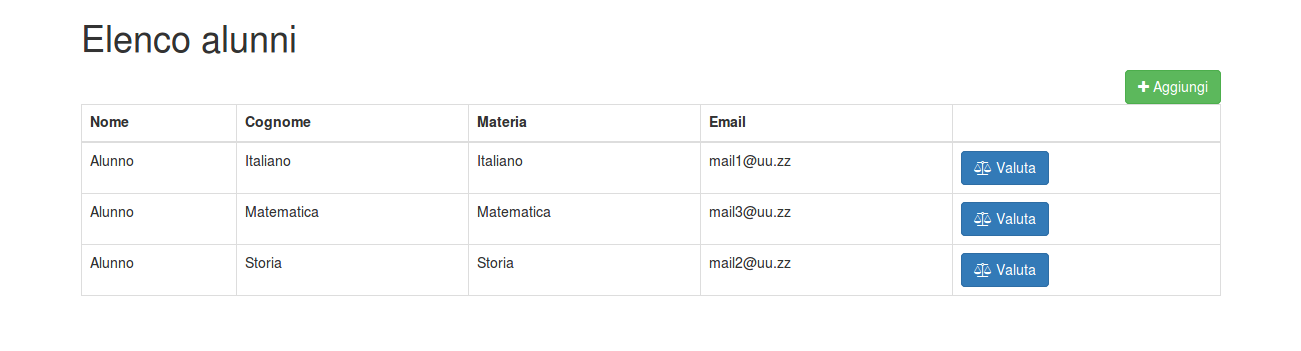 Elenco alunni
Aggiungi
Nome Cognome Materia Email
Alunno Italiano Italiano mail1@uu.zz Valuta
Alunno Matematica Matematica mail3@uu.zz Valuta
Alunno Storia Storia mail2@uu.zz Valuta